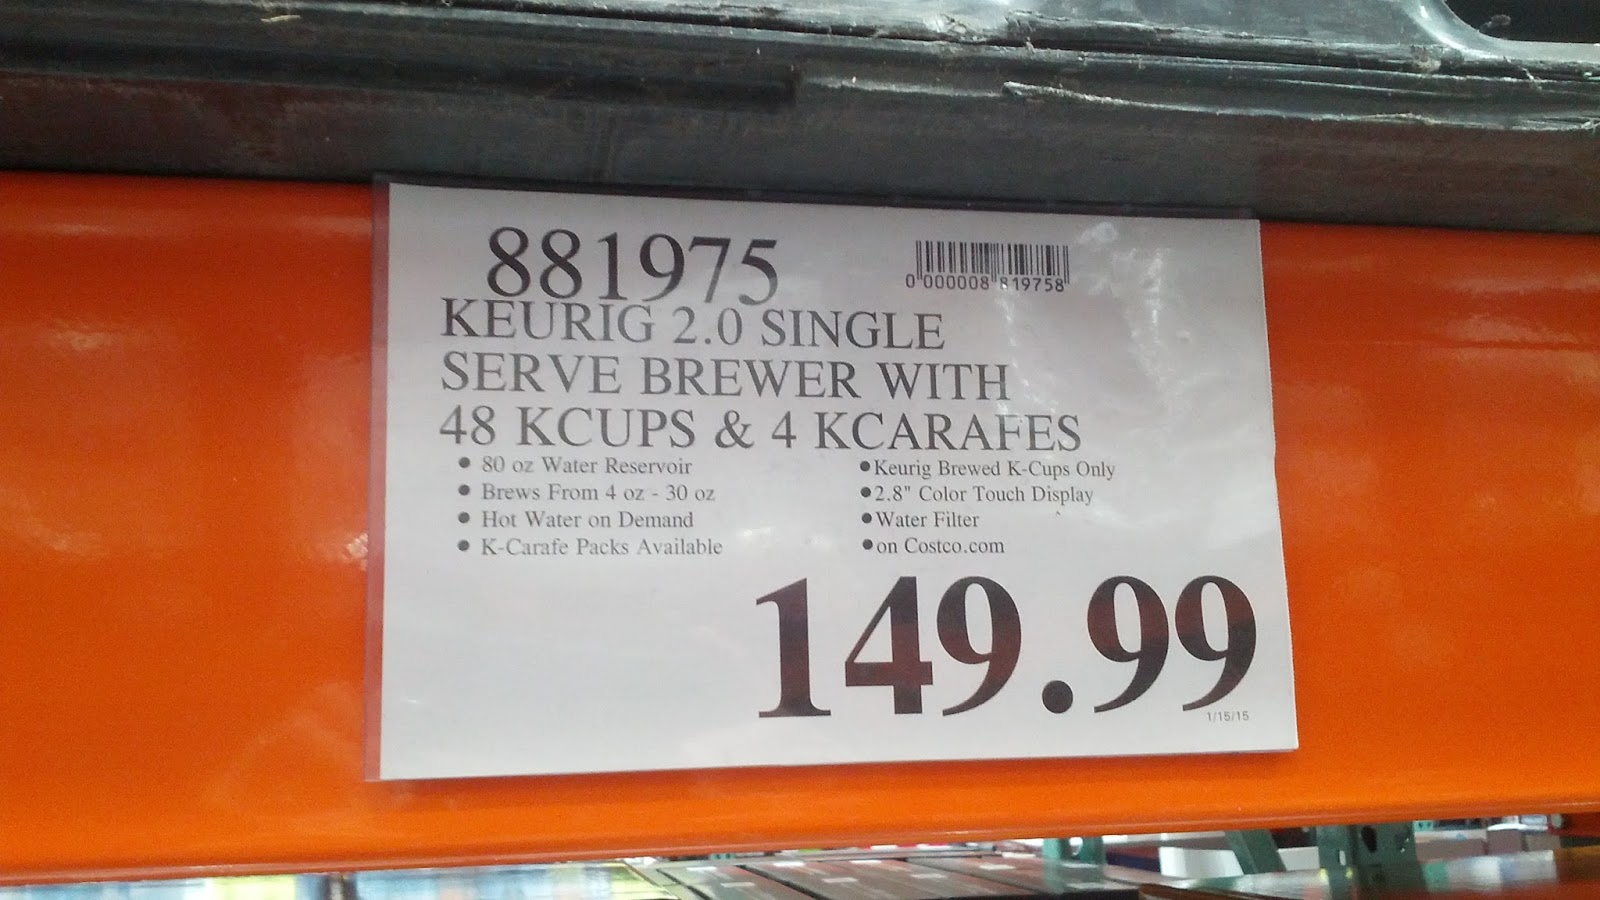 881975
0 000008 819758
KEURIG 2.0 SINGLE
SERVE BREWER WITH
48 KCUPS & 4 KCARAFES
• 80 oz Water Reservoir
• Brews From 4 oz - 30 oz
• Hot Water on Demand
• K-Carafe Packs Available
• Keurig Brewed K-Cups Only
• 2.8" Color Touch Display
• Water Filter
• on Costco.com
149.99
1/15/15